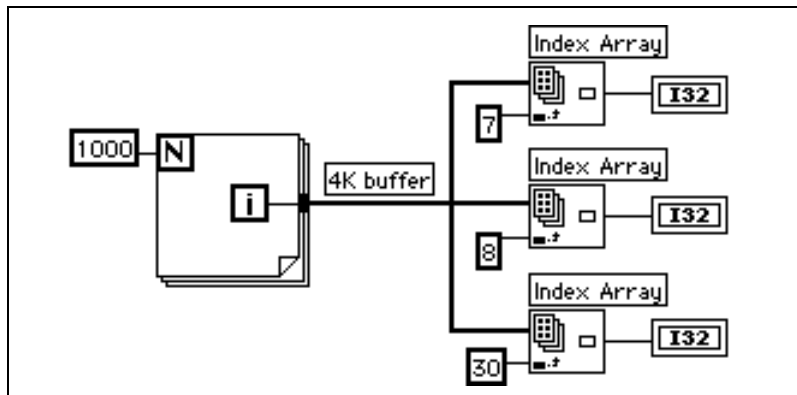 Index Array
I32
7
1000
N
i
4K buffer
Index Array
I32
8
Index Array
I32
30